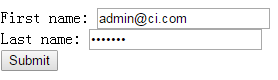 First name: admin@ci.com
Last name: •••••••
Submit